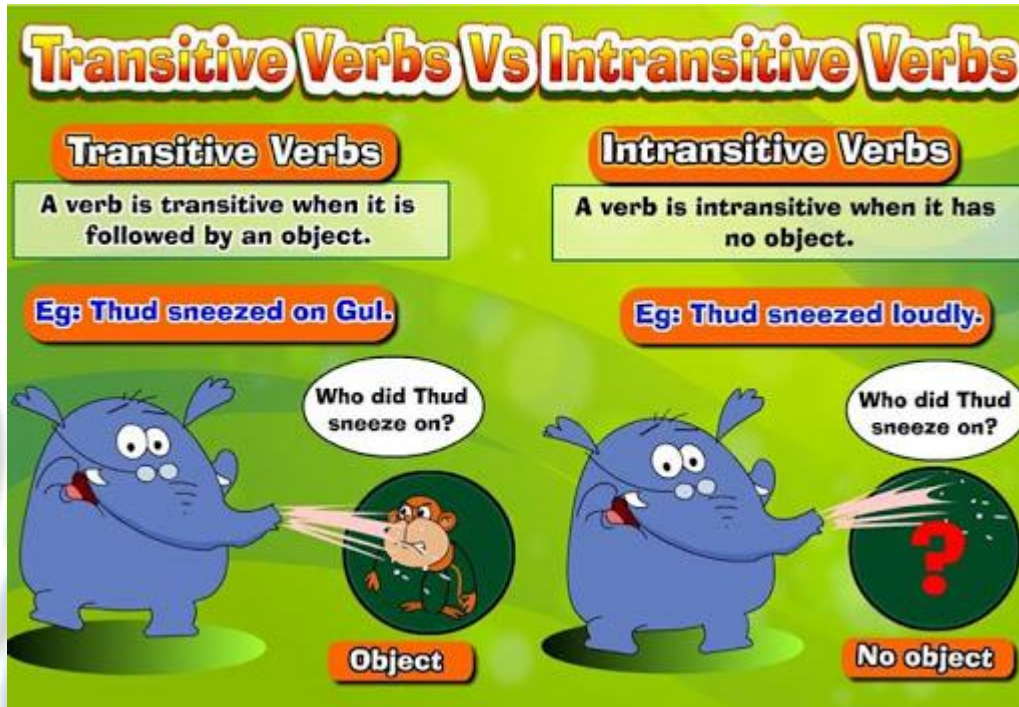 Transitive Verbs Vs Intransitive Verbs
Transitive Verbs
A verb is transitive when it is
followed by an object.
Eg: Thud sneezed on Gul.
Who did Thud
sneeze on?
Object
Intransitive Verbs
A verb is intransitive when it has
no object.
Eg: Thud sneezed loudly.
Who did Thud
sneeze on?
?
No object